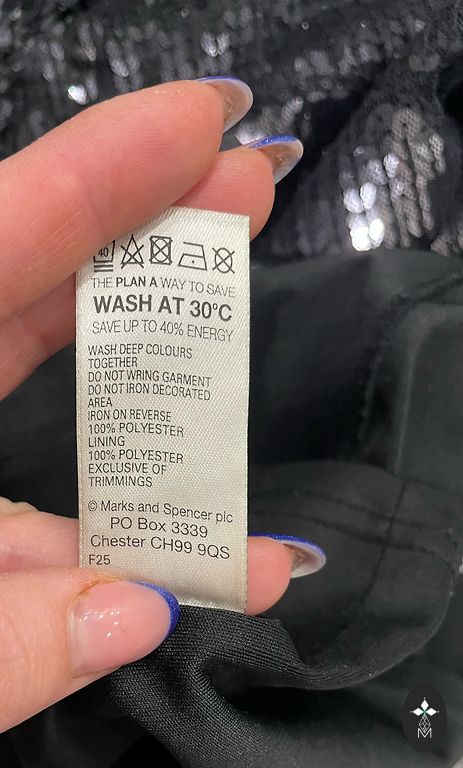 40
THE PLAN A WAY TO SAVE
WASH AT 30°C
SAVE UP TO 40% ENERGY
WASH DEEP COLOURS
TOGETHER
DO NOT WRING GARMENT
DO NOT IRON DECORATED
AREA
IRON ON REVERSE
100% POLYESTER
LINING
100% POLYESTER
EXCLUSIVE OF
TRIMMINGS
© Marks and Spencer plc
PO Box 3339
Chester CH99 9QS
F25
M